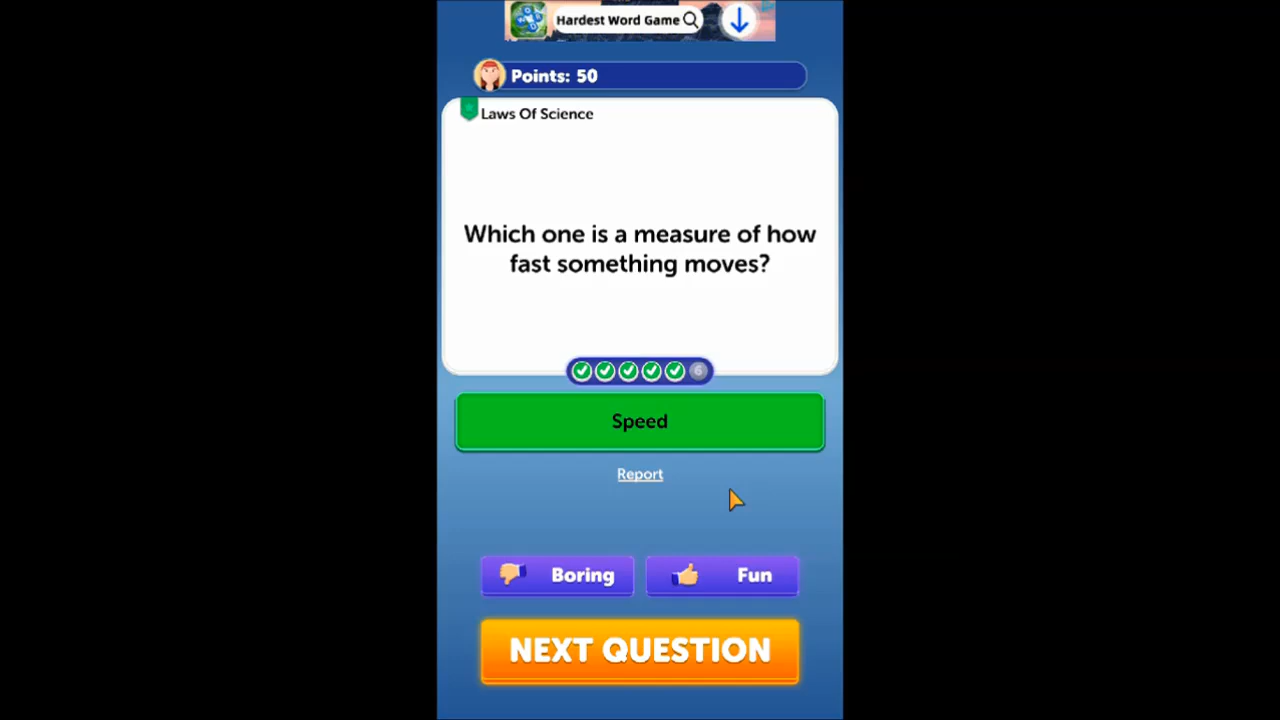 Hardest Word Game
Points: 50
Laws Of Science
Which one is a measure of how
fast something moves?
6
Speed
Report
Boring
Fun
NEXT QUESTION